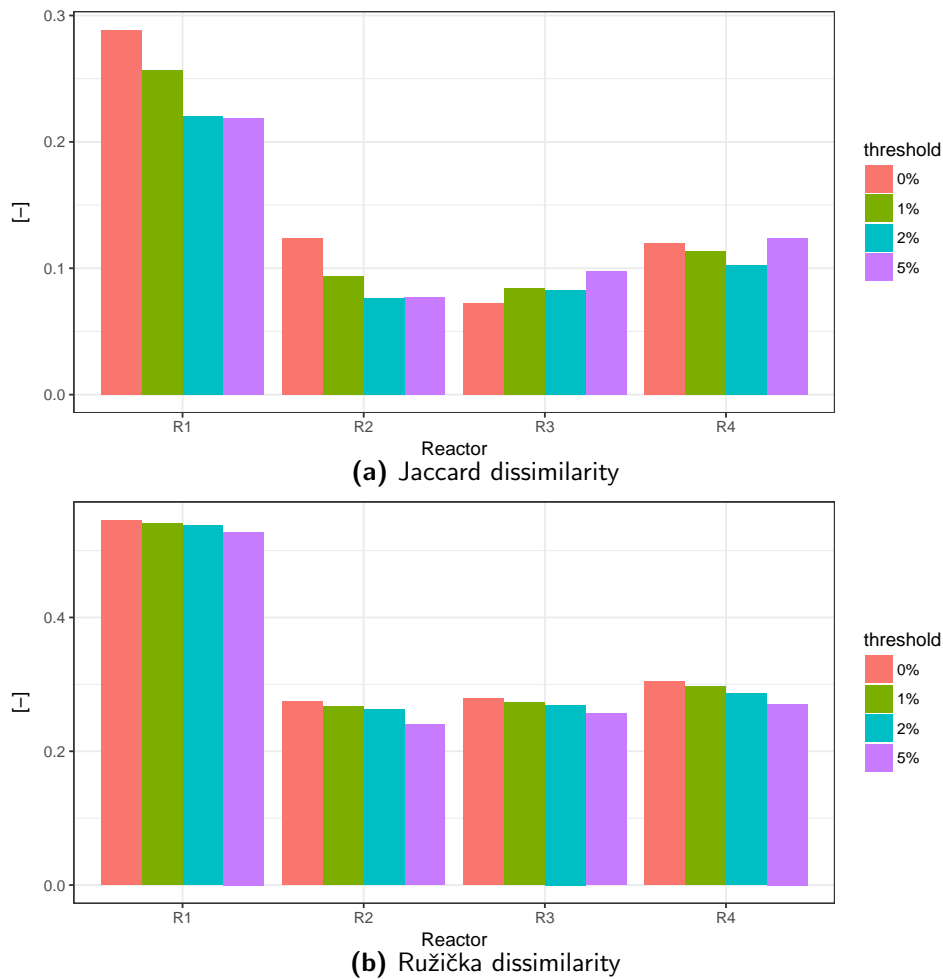 0.3
0.2
0.1
0.0
[−]
R1 R2 R3 R4
Reactor
threshold
0%
1%
2%
5%
(a) Jaccard dissimilarity
0.4
0.2
0.0
[−]
R1 R2 R3 R4
Reactor
threshold
0%
1%
2%
5%
(b) Ružička dissimilarity